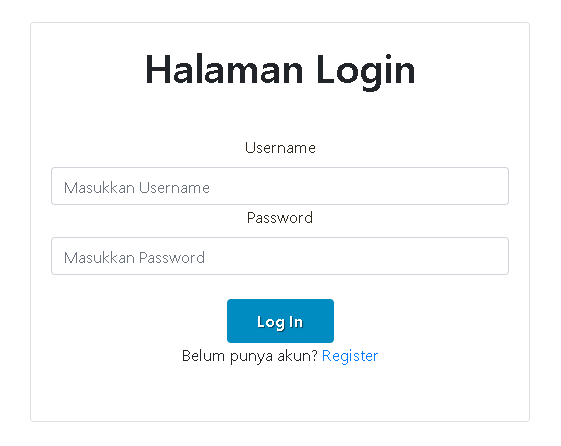 Halaman Login
Username
Masukkan Username
Password
Masukkan Password
Log In
Belum punya akun? Register